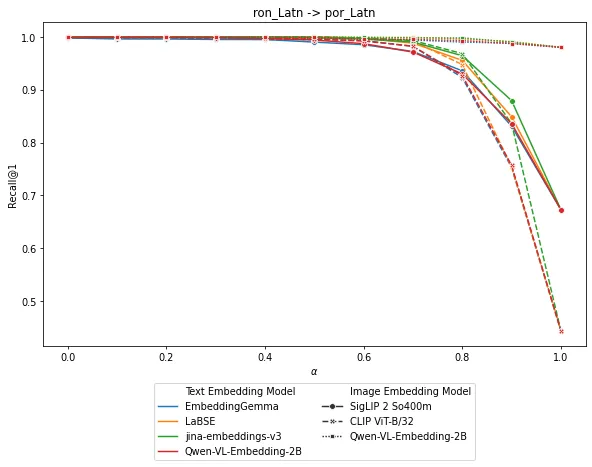 ron_Latn -> por_Latn
Recall@1
1.0
0.9
0.8
0.7
0.6
0.5
0.0 0.2 0.4 0.6 0.8 1.0
α
Text Embedding Model Image Embedding Model
EmbeddingGemma SigLIP 2 So400m
LaBSE CLIP ViT-B/32
jina-embeddings-v3 Qwen-VL-Embedding-2B
Qwen-VL-Embedding-2B